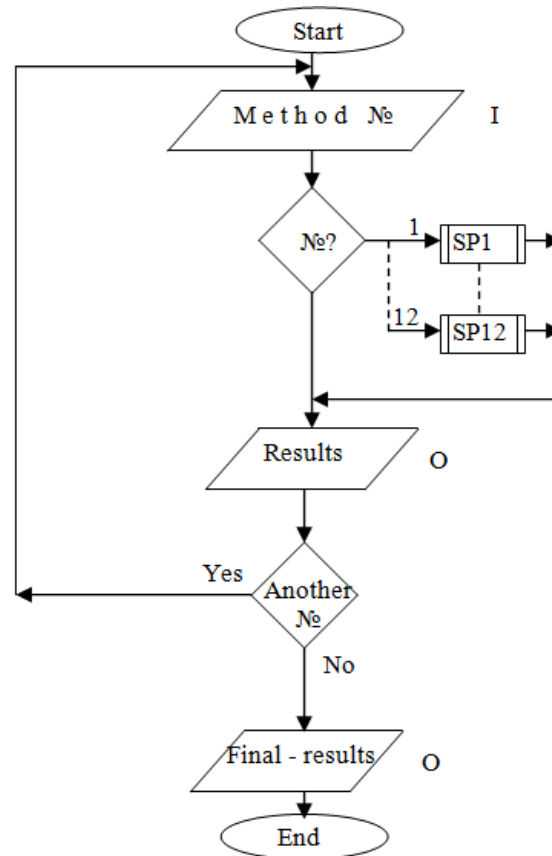 Start
Method № I
№?
1
SP1
12
SP12
Results O
Yes
Another
№
No
Final - results O
End